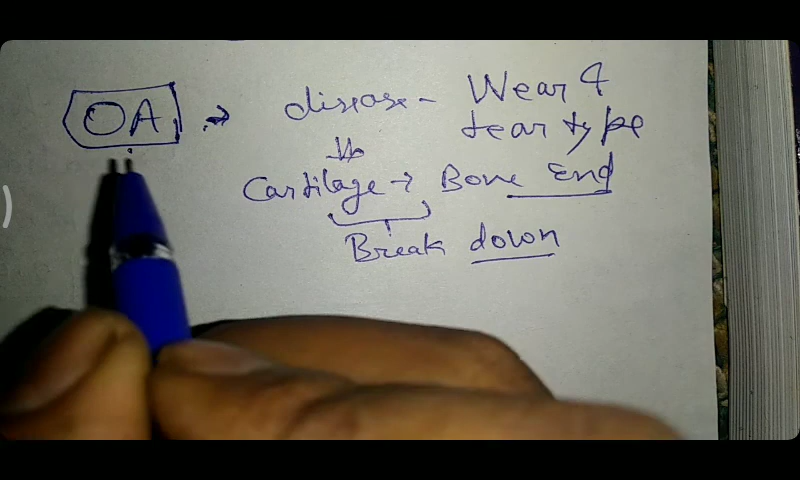 OA → disease - Wear &
tear type
⇓
Cartilage → Bone End
Break down